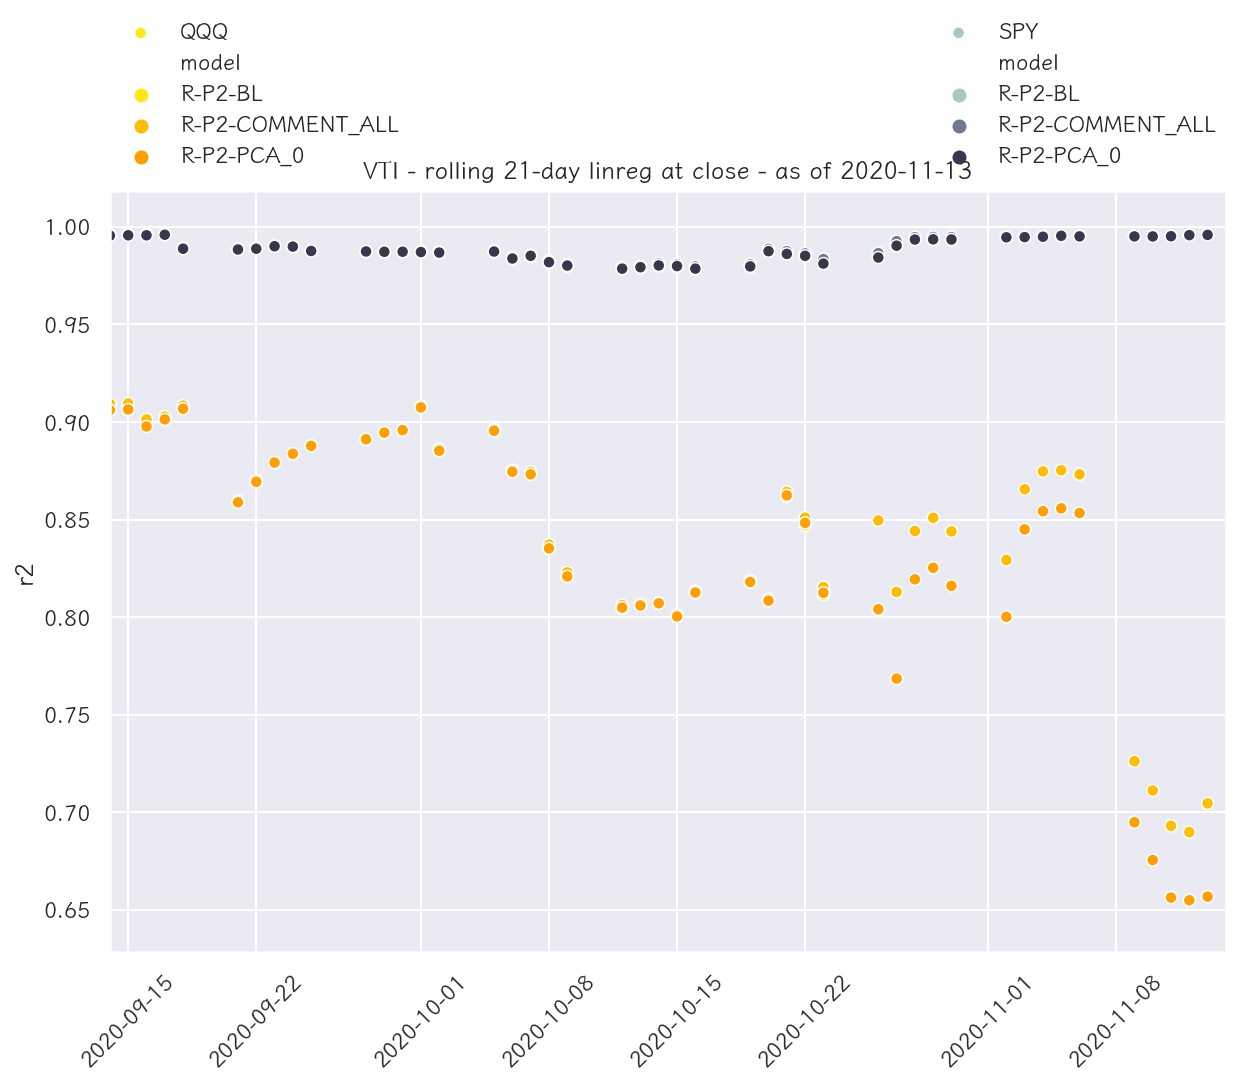 QQQ
model
R-P2-BL
R-P2-COMMENT_ALL
R-P2-PCA_0
SPY
model
R-P2-BL
R-P2-COMMENT_ALL
R-P2-PCA_0
VTI - rolling 21-day linreg at close - as of 2020-11-13
1.00
0.95
0.90
0.85
0.80
0.75
0.70
0.65
r2
2020-09-15
2020-09-22
2020-10-01
2020-10-08
2020-10-15
2020-10-22
2020-11-01
2020-11-08